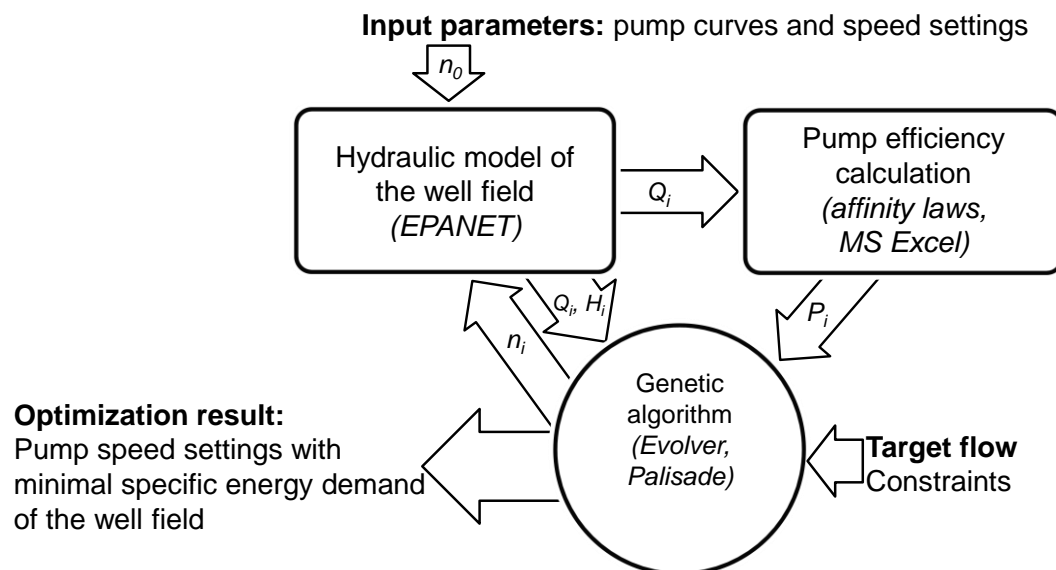 Input parameters: pump curves and speed settings
n0
Hydraulic model of
the well field
(EPANET)
Qi
Pump efficiency
calculation
(affinity laws,
MS Excel)
Qi, Hi
ni
Pi
Genetic
algorithm
(Evolver,
Palisade)
Target flow
Constraints
Optimization result:
Pump speed settings with
minimal specific energy demand
of the well field